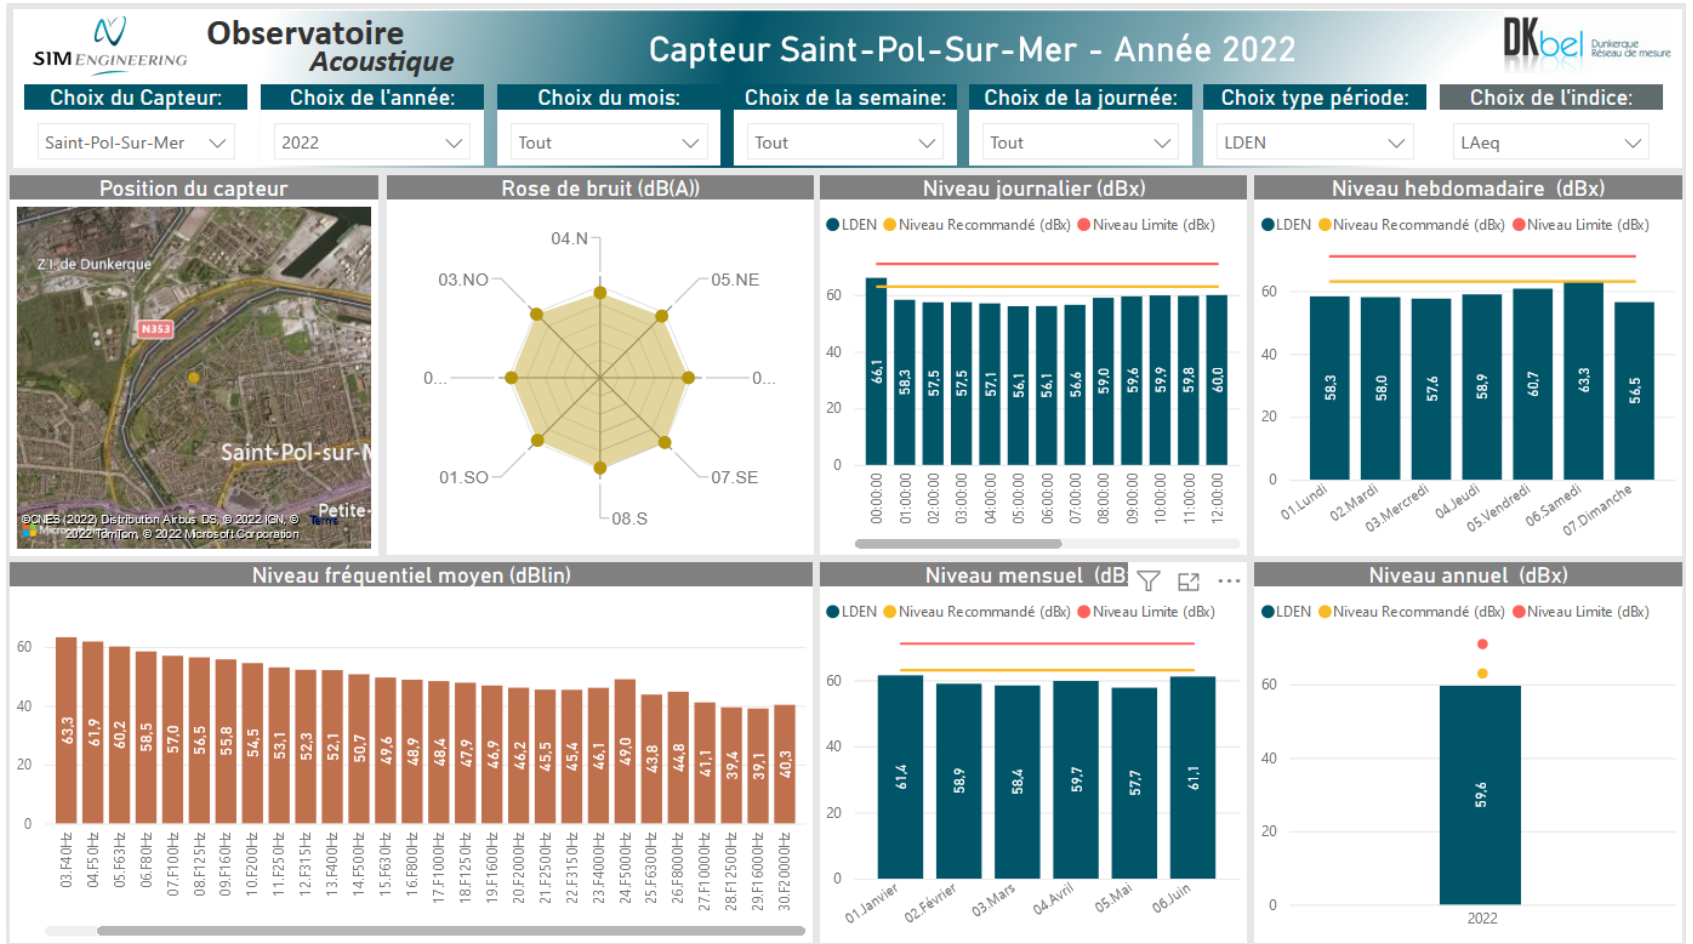 SIM ENGINEERING
Observatoire
Acoustique
Capteur Saint-Pol-Sur-Mer - Année 2022
DKbel Dunkerque
Réseau de mesure
Choix du Capteur:
Choix de l'année:
Choix du mois:
Choix de la semaine:
Choix de la journée:
Choix type période:
Choix de l'indice:
Saint-Pol-Sur-Mer
2022
Tout
Tout
Tout
LDEN
LAeq
Position du capteur
Z.I. de Dunkerque
N353
Saint-Pol-sur-M
Petite-
©CNES (2022) Distribution Airbus DS, © 2022 IGN, ©
2022 TomTom, © 2022 Microsoft Corporation
Terms
Rose de bruit (dB(A))
04.N
03.NO
05.NE
0...
0...
01.SO
07.SE
08.S
Niveau journalier (dBx)
LDEN Niveau Recommandé (dBx) Niveau Limite (dBx)
60
40
20
0
66,1
58,3
57,5
57,5
57,1
56,1
56,1
56,6
59,0
59,6
59,9
59,8
60,0
00:00:00
01:00:00
02:00:00
03:00:00
04:00:00
05:00:00
06:00:00
07:00:00
08:00:00
09:00:00
10:00:00
11:00:00
12:00:00
Niveau hebdomadaire (dBx)
LDEN Niveau Recommandé (dBx) Niveau Limite (dBx)
60
40
20
0
58,3
58,0
57,6
58,9
60,7
63,3
56,5
01.Lundi
02.Mardi
03.Mercredi
04.Jeudi
05.Vendredi
06.Samedi
07.Dimanche
Niveau fréquentiel moyen (dBlin)
60
40
20
0
63,3
61,9
60,2
58,5
57,0
56,5
55,8
54,5
53,1
52,3
52,1
50,7
49,6
48,9
48,4
47,9
46,9
46,2
45,5
45,4
46,1
49,0
43,8
44,8
41,1
39,4
39,1
40,3
03.F40Hz
04.F50Hz
05.F63Hz
06.F80Hz
07.F100Hz
08.F125Hz
09.F160Hz
10.F200Hz
11.F250Hz
12.F315Hz
13.F400Hz
14.F500Hz
15.F630Hz
16.F800Hz
17.F1000Hz
18.F1250Hz
19.F1600Hz
20.F2000Hz
21.F2500Hz
22.F3150Hz
23.F4000Hz
24.F5000Hz
25.F6300Hz
26.F8000Hz
27.F10000Hz
28.F12500Hz
29.F16000Hz
30.F20000Hz
Niveau mensuel (dB
LDEN Niveau Recommandé (dBx) Niveau Limite (dBx)
60
40
20
0
61,4
58,9
58,4
59,7
57,7
61,1
01.Janvier
02.Février
03.Mars
04.Avril
05.Mai
06.Juin
Niveau annuel (dBx)
LDEN Niveau Recommandé (dBx) Niveau Limite (dBx)
60
40
20
0
59,6
2022